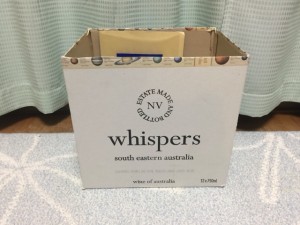 ESTATE MADE AND BOTTLED
NV
whispers
south eastern australia
wine of australia